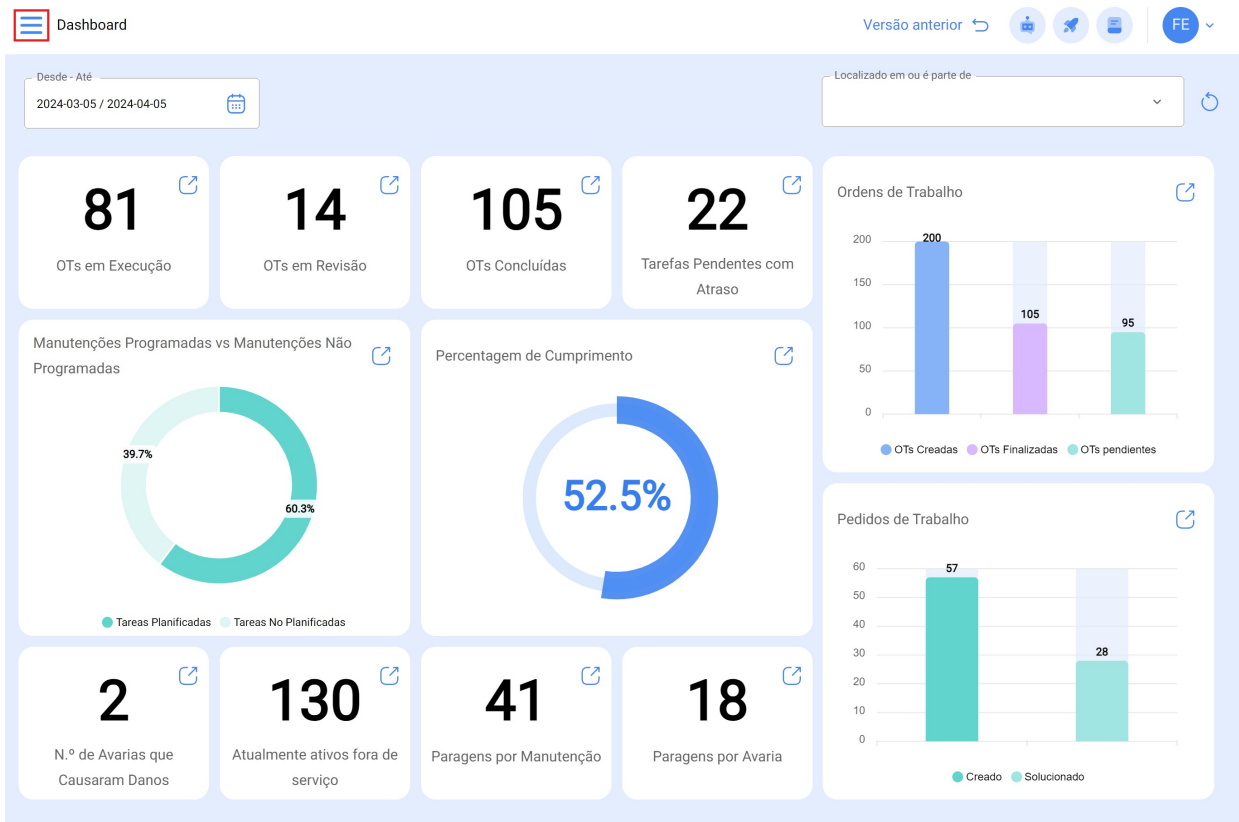 Dashboard
Versão anterior
FE
Desde - Até
2024-03-05 / 2024-04-05
Localizado em ou é parte de
81
OTs em Execução
14
OTs em Revisão
105
OTs Concluídas
22
Tarefas Pendentes com
Atraso
Ordens de Trabalho
200
150
100
50
0
200
105
95
OTs Creadas
OTs Finalizadas
OTs pendientes
Manutenções Programadas vs Manutenções Não
Programadas
39.7%
60.3%
Tareas Planificadas
Tareas No Planificadas
Percentagem de Cumprimento
52.5%
Pedidos de Trabalho
60
50
40
30
20
10
0
57
28
Creado
Solucionado
2
N.º de Avarias que
Causaram Danos
130
Atualmente ativos fora de
serviço
41
Paragens por Manutenção
18
Paragens por Avaria